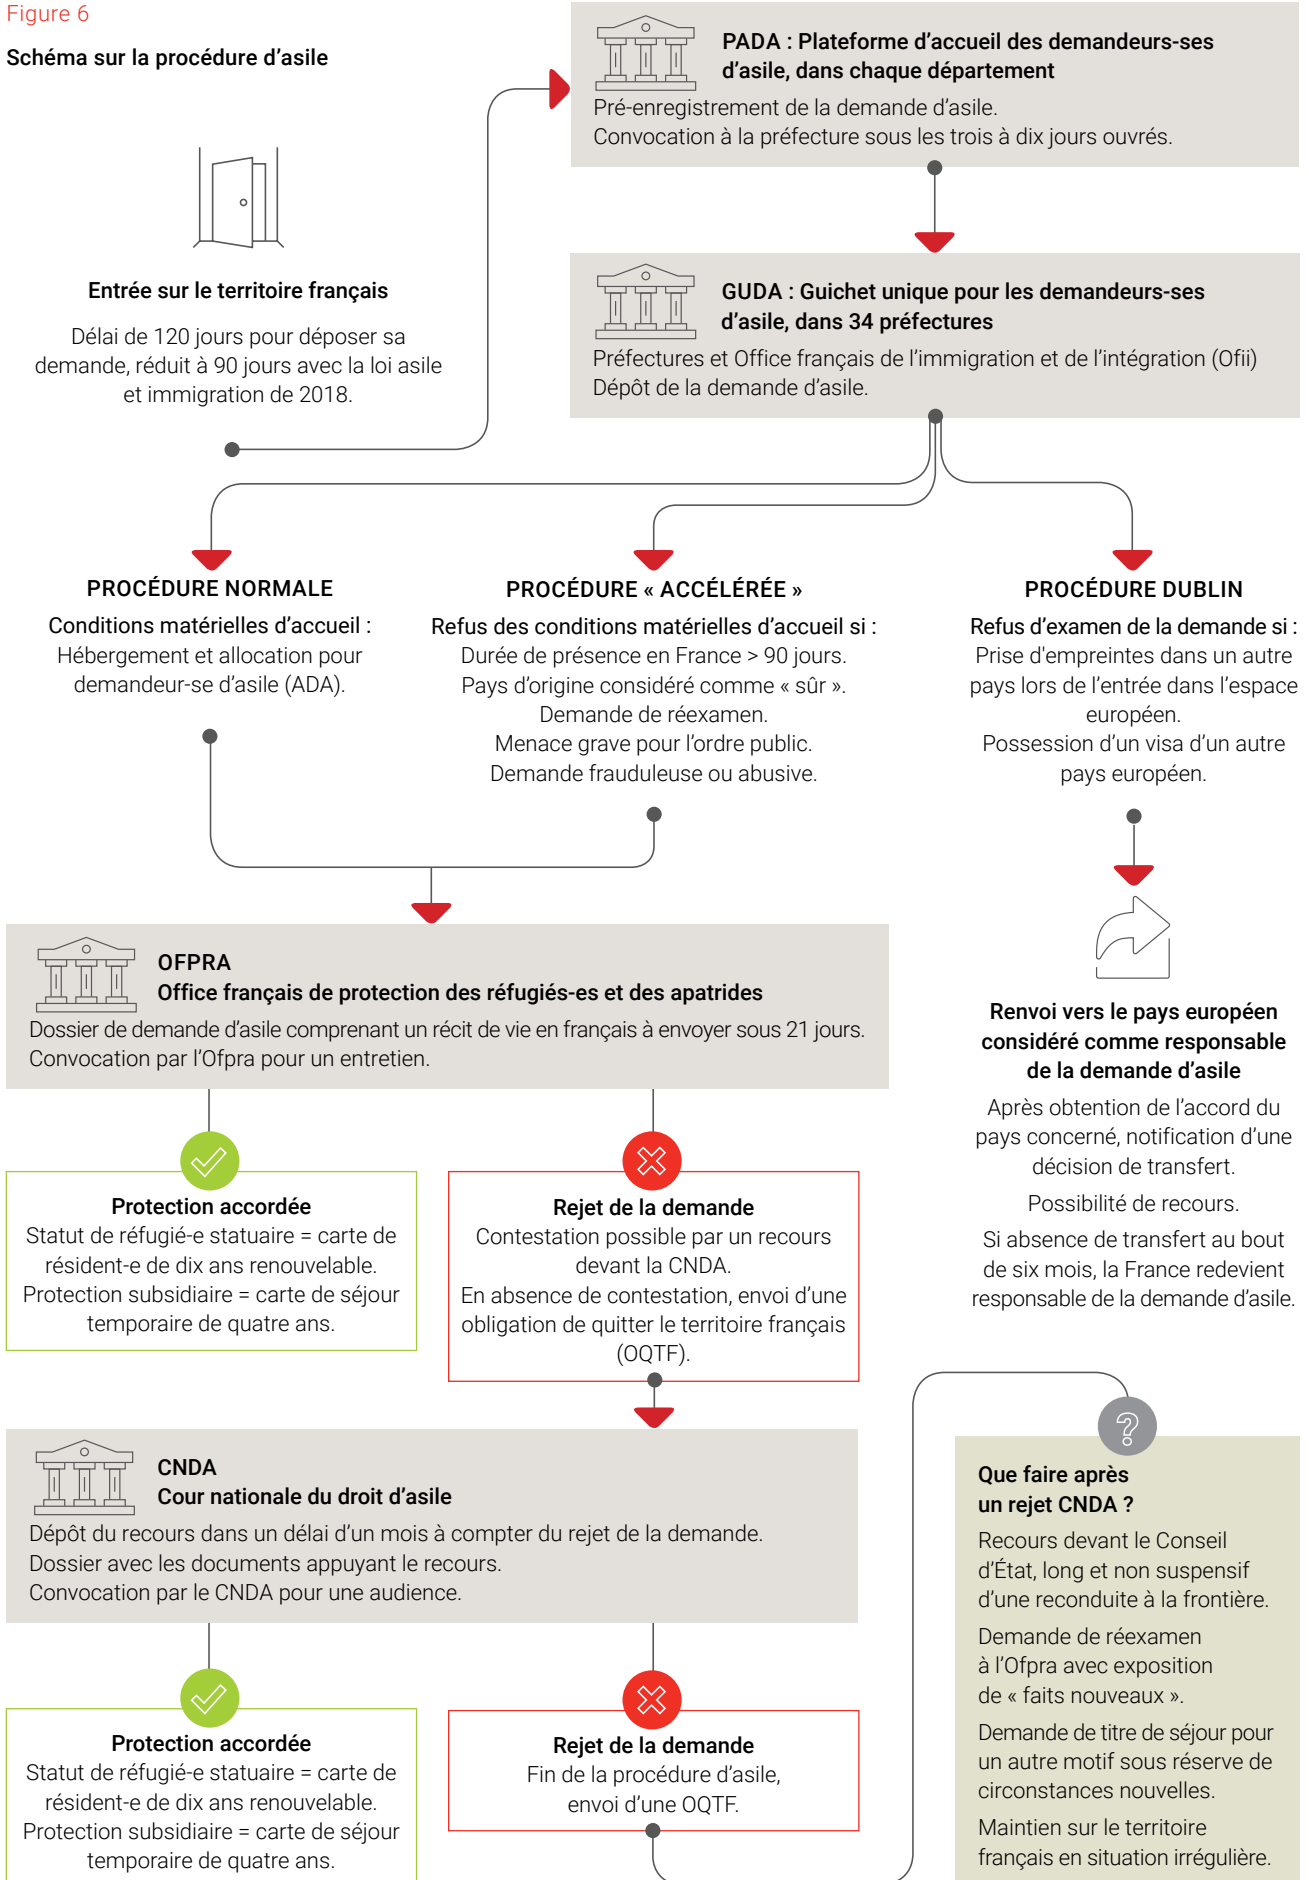 Figure 6
Schéma sur la procédure d’asile
PADA : Plateforme d’accueil des demandeurs-ses
d’asile, dans chaque département
Pré-enregistrement de la demande d’asile.
Convocation à la préfecture sous les trois à dix jours ouvrés.
Entrée sur le territoire français
Délai de 120 jours pour déposer sa
demande, réduit à 90 jours avec la loi asile
et immigration de 2018.
GUDA : Guichet unique pour les demandeurs-ses
d’asile, dans 34 préfectures
Préfectures et Office français de l’immigration et de l’intégration (Ofii)
Dépôt de la demande d’asile.
PROCÉDURE NORMALE
Conditions matérielles d’accueil :
Hébergement et allocation pour
demandeur-se d’asile (ADA).
PROCÉDURE « ACCÉLÉRÉE »
Refus des conditions matérielles d’accueil si :
Durée de présence en France > 90 jours.
Pays d’origine considéré comme « sûr ».
Demande de réexamen.
Menace grave pour l’ordre public.
Demande frauduleuse ou abusive.
PROCÉDURE DUBLIN
Refus d’examen de la demande si :
Prise d'empreintes dans un autre
pays lors de l’entrée dans l’espace
européen.
Possession d’un visa d’un autre
pays européen.
Renvoi vers le pays européen
considéré comme responsable
de la demande d’asile
Après obtention de l’accord du
pays concerné, notification d’une
décision de transfert.
Possibilité de recours.
Si absence de transfert au bout
de six mois, la France redevient
responsable de la demande d’asile.
OFPRA
Office français de protection des réfugiés-es et des apatrides
Dossier de demande d’asile comprenant un récit de vie en français à envoyer sous 21 jours.
Convocation par l’Ofpra pour un entretien.
Protection accordée
Statut de réfugié-e statuaire = carte de
résident-e de dix ans renouvelable.
Protection subsidiaire = carte de séjour
temporaire de quatre ans.
Rejet de la demande
Contestation possible par un recours
devant la CNDA.
En absence de contestation, envoi d’une
obligation de quitter le territoire français
(OQTF).
CNDA
Cour nationale du droit d’asile
Dépôt du recours dans un délai d’un mois à compter du rejet de la demande.
Dossier avec les documents appuyant le recours.
Convocation par le CNDA pour une audience.
Protection accordée
Statut de réfugié-e statuaire = carte de
résident-e de dix ans renouvelable.
Protection subsidiaire = carte de séjour
temporaire de quatre ans.
Rejet de la demande
Fin de la procédure d’asile,
envoi d’une OQTF.
?
Que faire après
un rejet CNDA ?
Recours devant le Conseil
d’État, long et non suspensif
d’une reconduite à la frontière.
Demande de réexamen
à l’Ofpra avec exposition
de « faits nouveaux ».
Demande de titre de séjour pour
un autre motif sous réserve de
circonstances nouvelles.
Maintien sur le territoire
français en situation irrégulière.